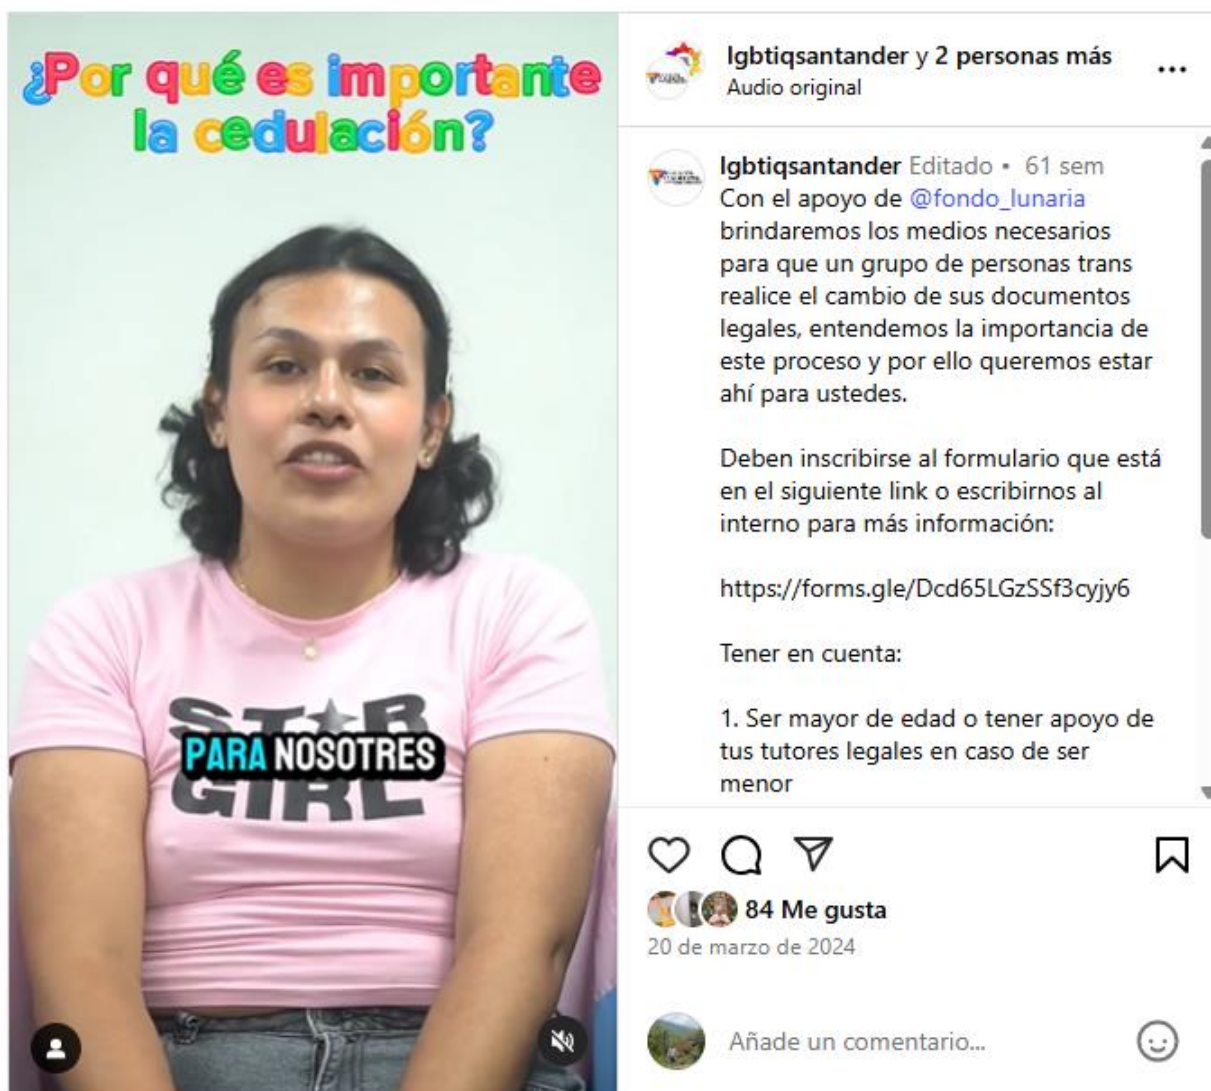 ¿Por qué es importante
la cedulación?
STAR
PARA NOSOTRES
GIRL
lgbtiqsantander y 2 personas más
Audio original
lgbtiqsantander Editado • 61 sem
Con el apoyo de @fondo_lunaria
brindaremos los medios necesarios
para que un grupo de personas trans
realice el cambio de sus documentos
legales, entendemos la importancia de
este proceso y por ello queremos estar
ahí para ustedes.
Deben inscribirse al formulario que está
en el siguiente link o escribirnos al
interno para más información:
https://forms.gle/Dcd65LGzSSf3cyjy6
Tener en cuenta:
1. Ser mayor de edad o tener apoyo de
tus tutores legales en caso de ser
menor
84 Me gusta
20 de marzo de 2024
Añade un comentario...